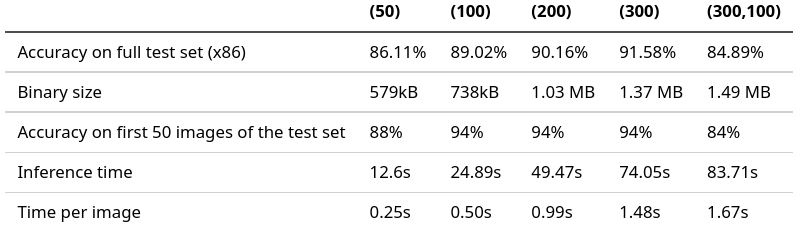 (50) (100) (200) (300) (300,100)
Accuracy on full test set (x86) 86.11% 89.02% 90.16% 91.58% 84.89%
Binary size 579kB 738kB 1.03 MB 1.37 MB 1.49 MB
Accuracy on first 50 images of the test set 88% 94% 94% 94% 84%
Inference time 12.6s 24.89s 49.47s 74.05s 83.71s
Time per image 0.25s 0.50s 0.99s 1.48s 1.67s